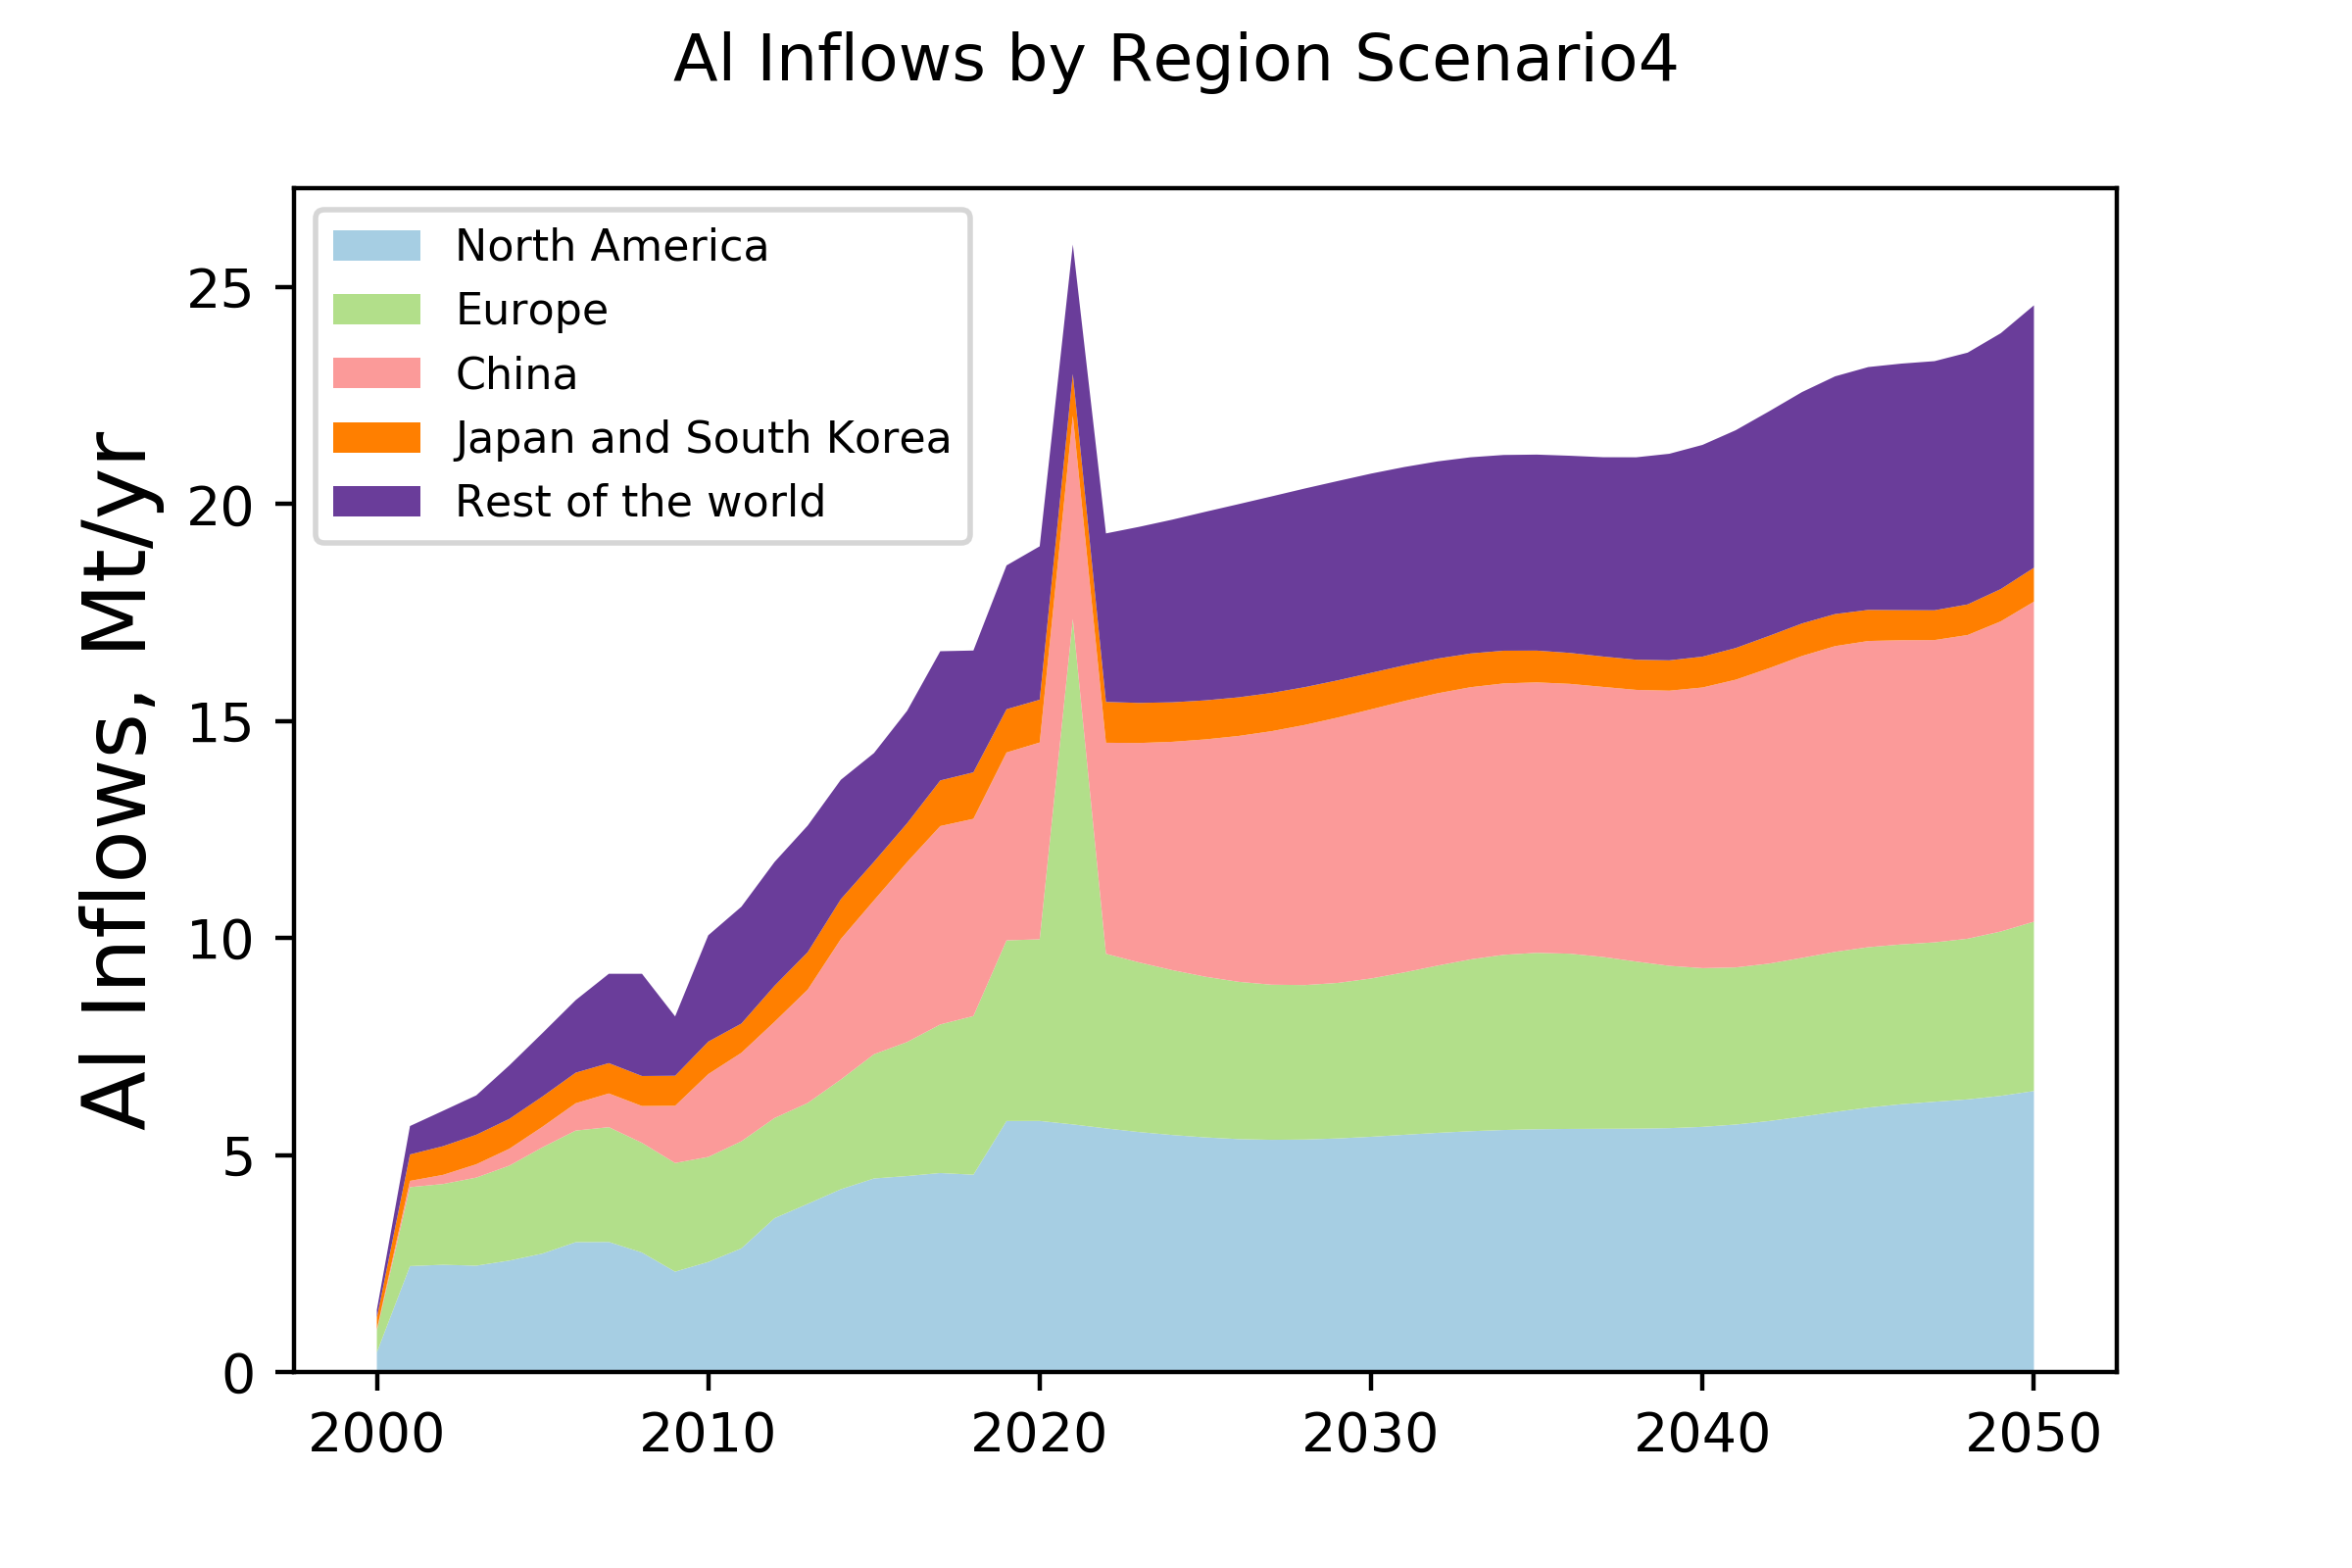 Al Inflows by Region Scenario4
North America
Europe
China
Japan and South Korea
Rest of the world
Al Inflows, Mt/yr
25
20
15
10
5
0
2000 2010 2020 2030 2040 2050